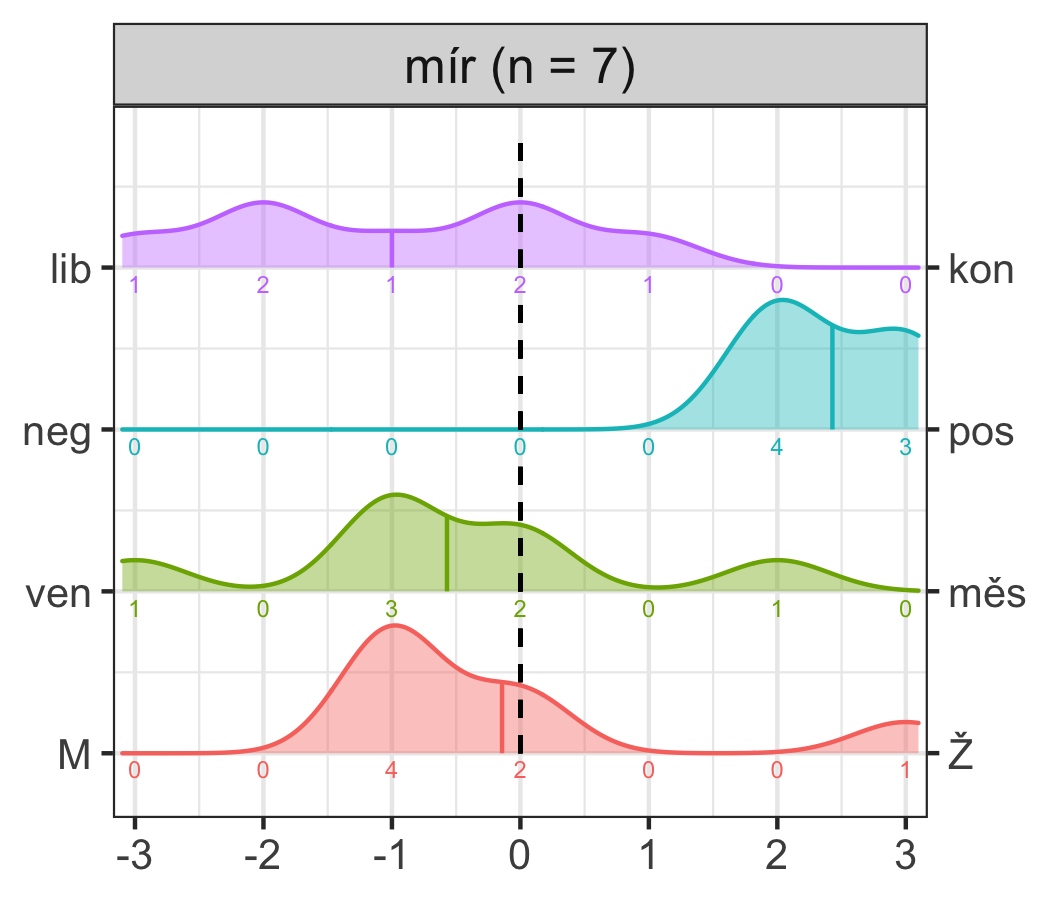 mír (n = 7)
lib kon
1 2 1 2 1 0 0
neg pos
0 0 0 0 0 4 3
ven měs
1 0 3 2 0 1 0
M Ž
0 0 4 2 0 0 1
-3 -2 -1 0 1 2 3